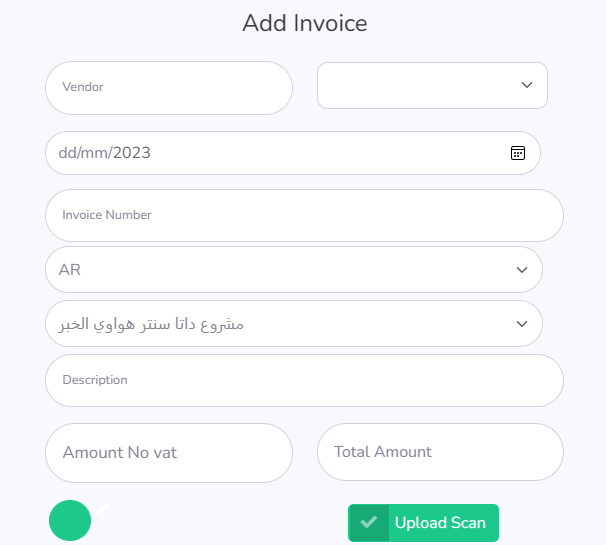 Add Invoice
Vendor
dd/mm/2023
Invoice Number
AR
مشروع داتا سنتر هواوي الخبر
Description
Amount No vat
Total Amount
Upload Scan